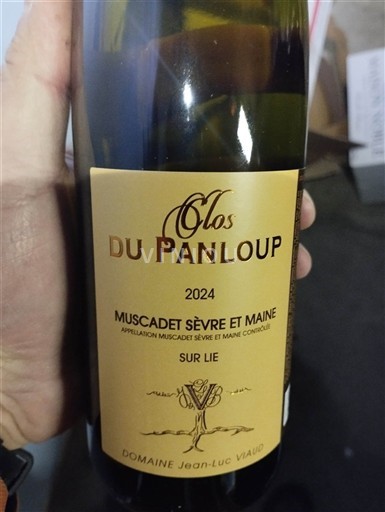 Clos
DU PANLOUP
2024
MUSCADET SÈVRE ET MAINE
APPELLATION MUSCADET SÈVRE ET MAINE CONTRÔLÉE
SUR LIE
V
DOMAINE Jean-Luc VIAUD